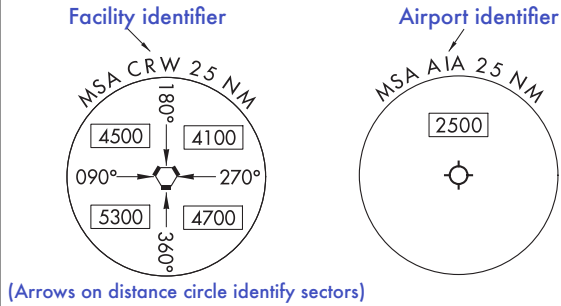 Facility identifier
Airport identifier
MSA CRW 25 NM
180°
4500
4100
090°
270°
5300
4700
360°
MSA AIA 25 NM
2500
(Arrows on distance circle identify sectors)